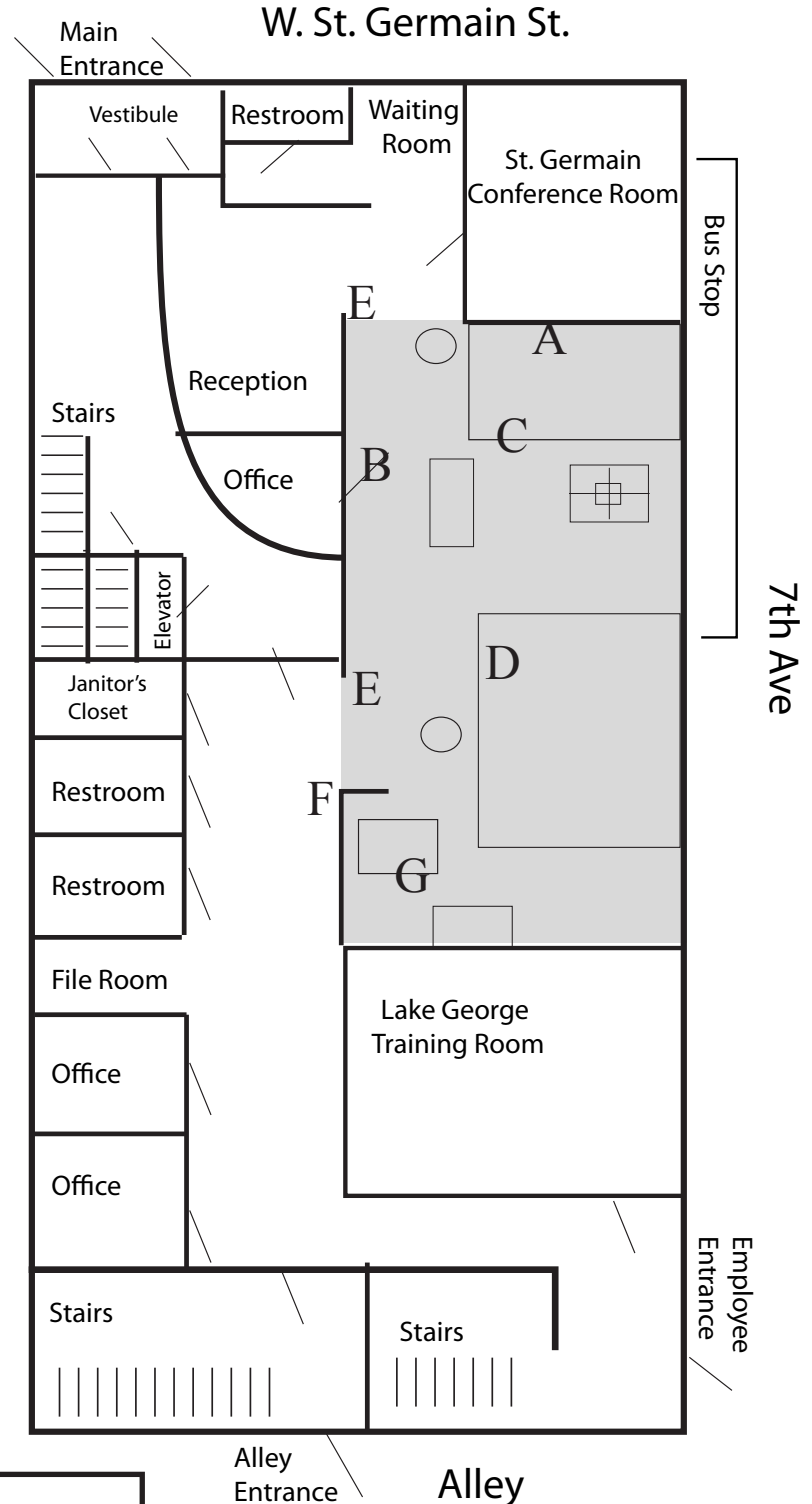 W. St. Germain St.
Main
Entrance
Vestibule
Restroom
Waiting
Room
St. Germain
Conference Room
Bus Stop
E
A
Reception
Stairs
C
B
Office
Elevator
7th Ave
D
Janitor's
Closet
E
Restroom
F
G
Restroom
File Room
Lake George
Training Room
Office
Office
Employee
Entrance
Stairs
Stairs
Alley
Entrance
Alley